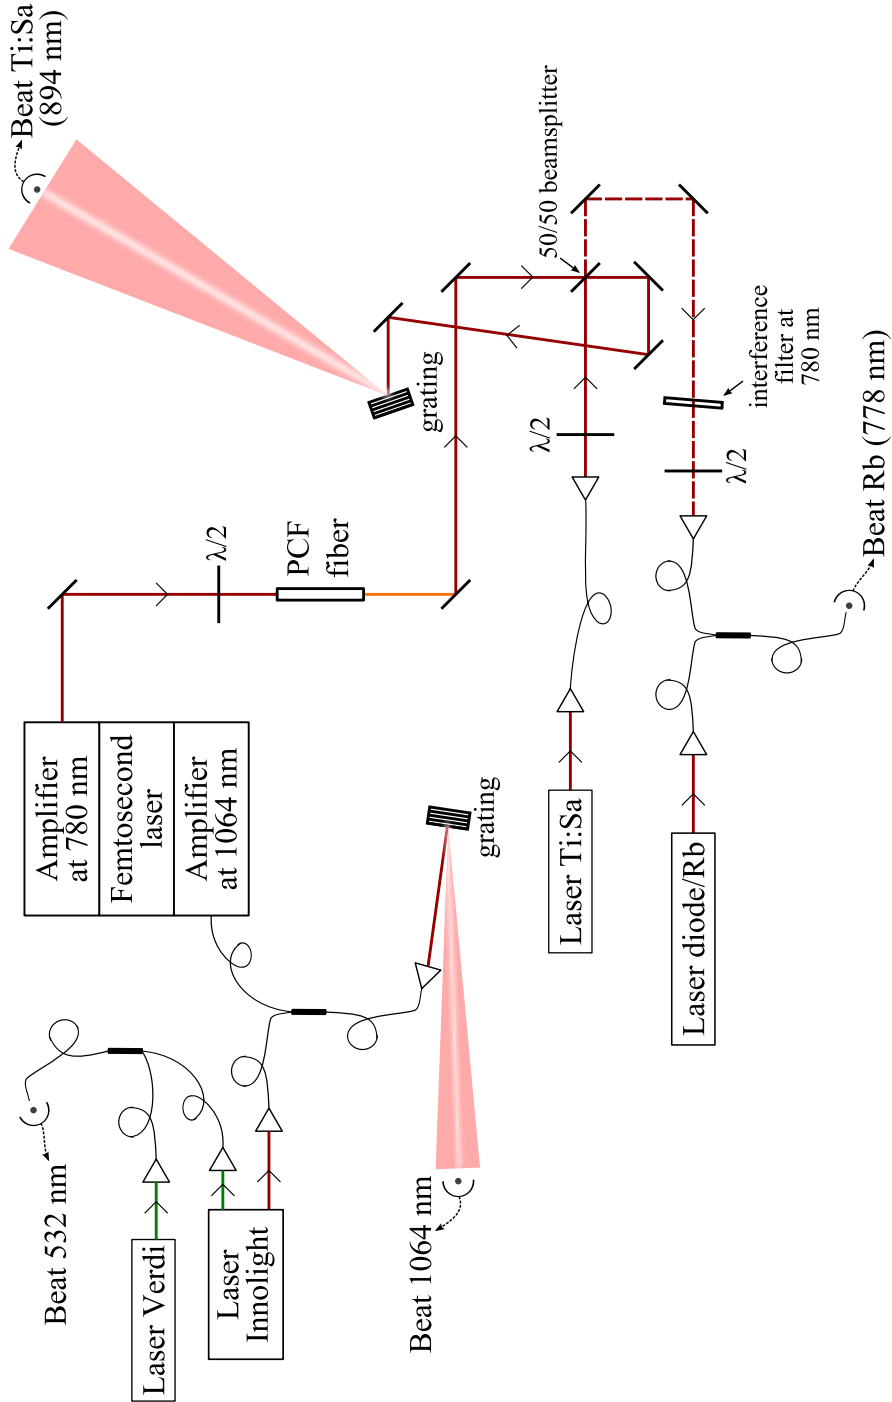 Beat Ti:Sa
(894 nm)
50/50 beamsplitter
grating
λ/2
interference
filter at
780 nm
λ/2
Beat Rb (778 nm)
λ/2
PCF
fiber
Amplifier
at 780 nm
Femtosecond
laser
Amplifier
at 1064 nm
grating
Laser Ti:Sa
Laser diode/Rb
Beat 532 nm
Laser Verdi
Laser
Innolight
Beat 1064 nm